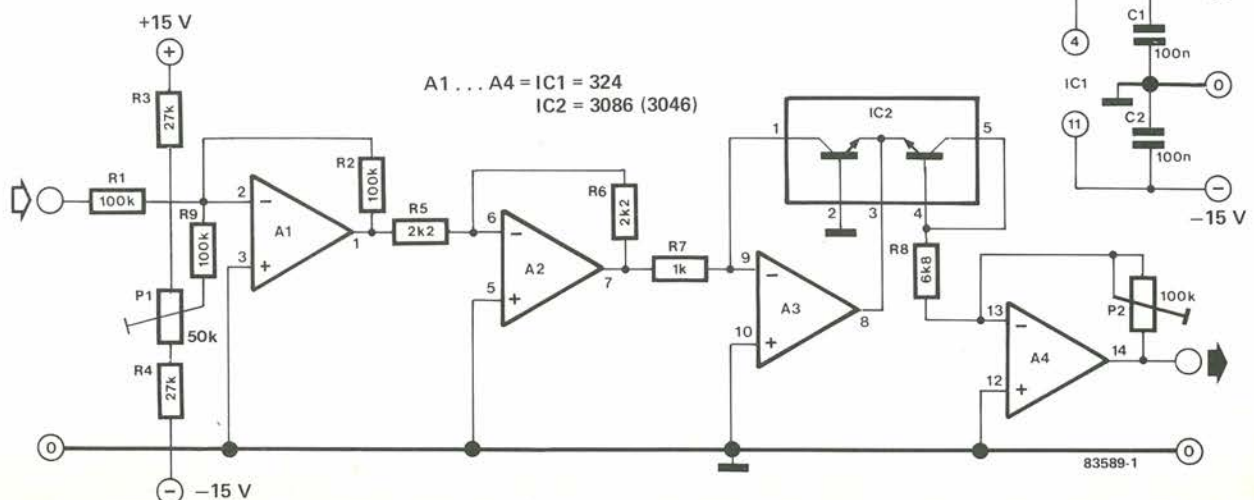 +15 V
+
R3
27k
A1 . . . A4 = IC1 = 324
IC2 = 3086 (3046)
C1
100n
4
IC1
0
11
C2
100n
−
−15 V
IC2
1
5
2
3
4
R1
100k
R9
100k
R2
100k
2
−
A1
3
+
1
R5
2k2
R6
2k2
6
−
A2
5
+
7
R7
1k
9
−
A3
10
+
8
R8
6k8
13
−
A4
12
+
14
100k
P2
P1
50k
R4
27k
0
0
83589-1
−
−15 V